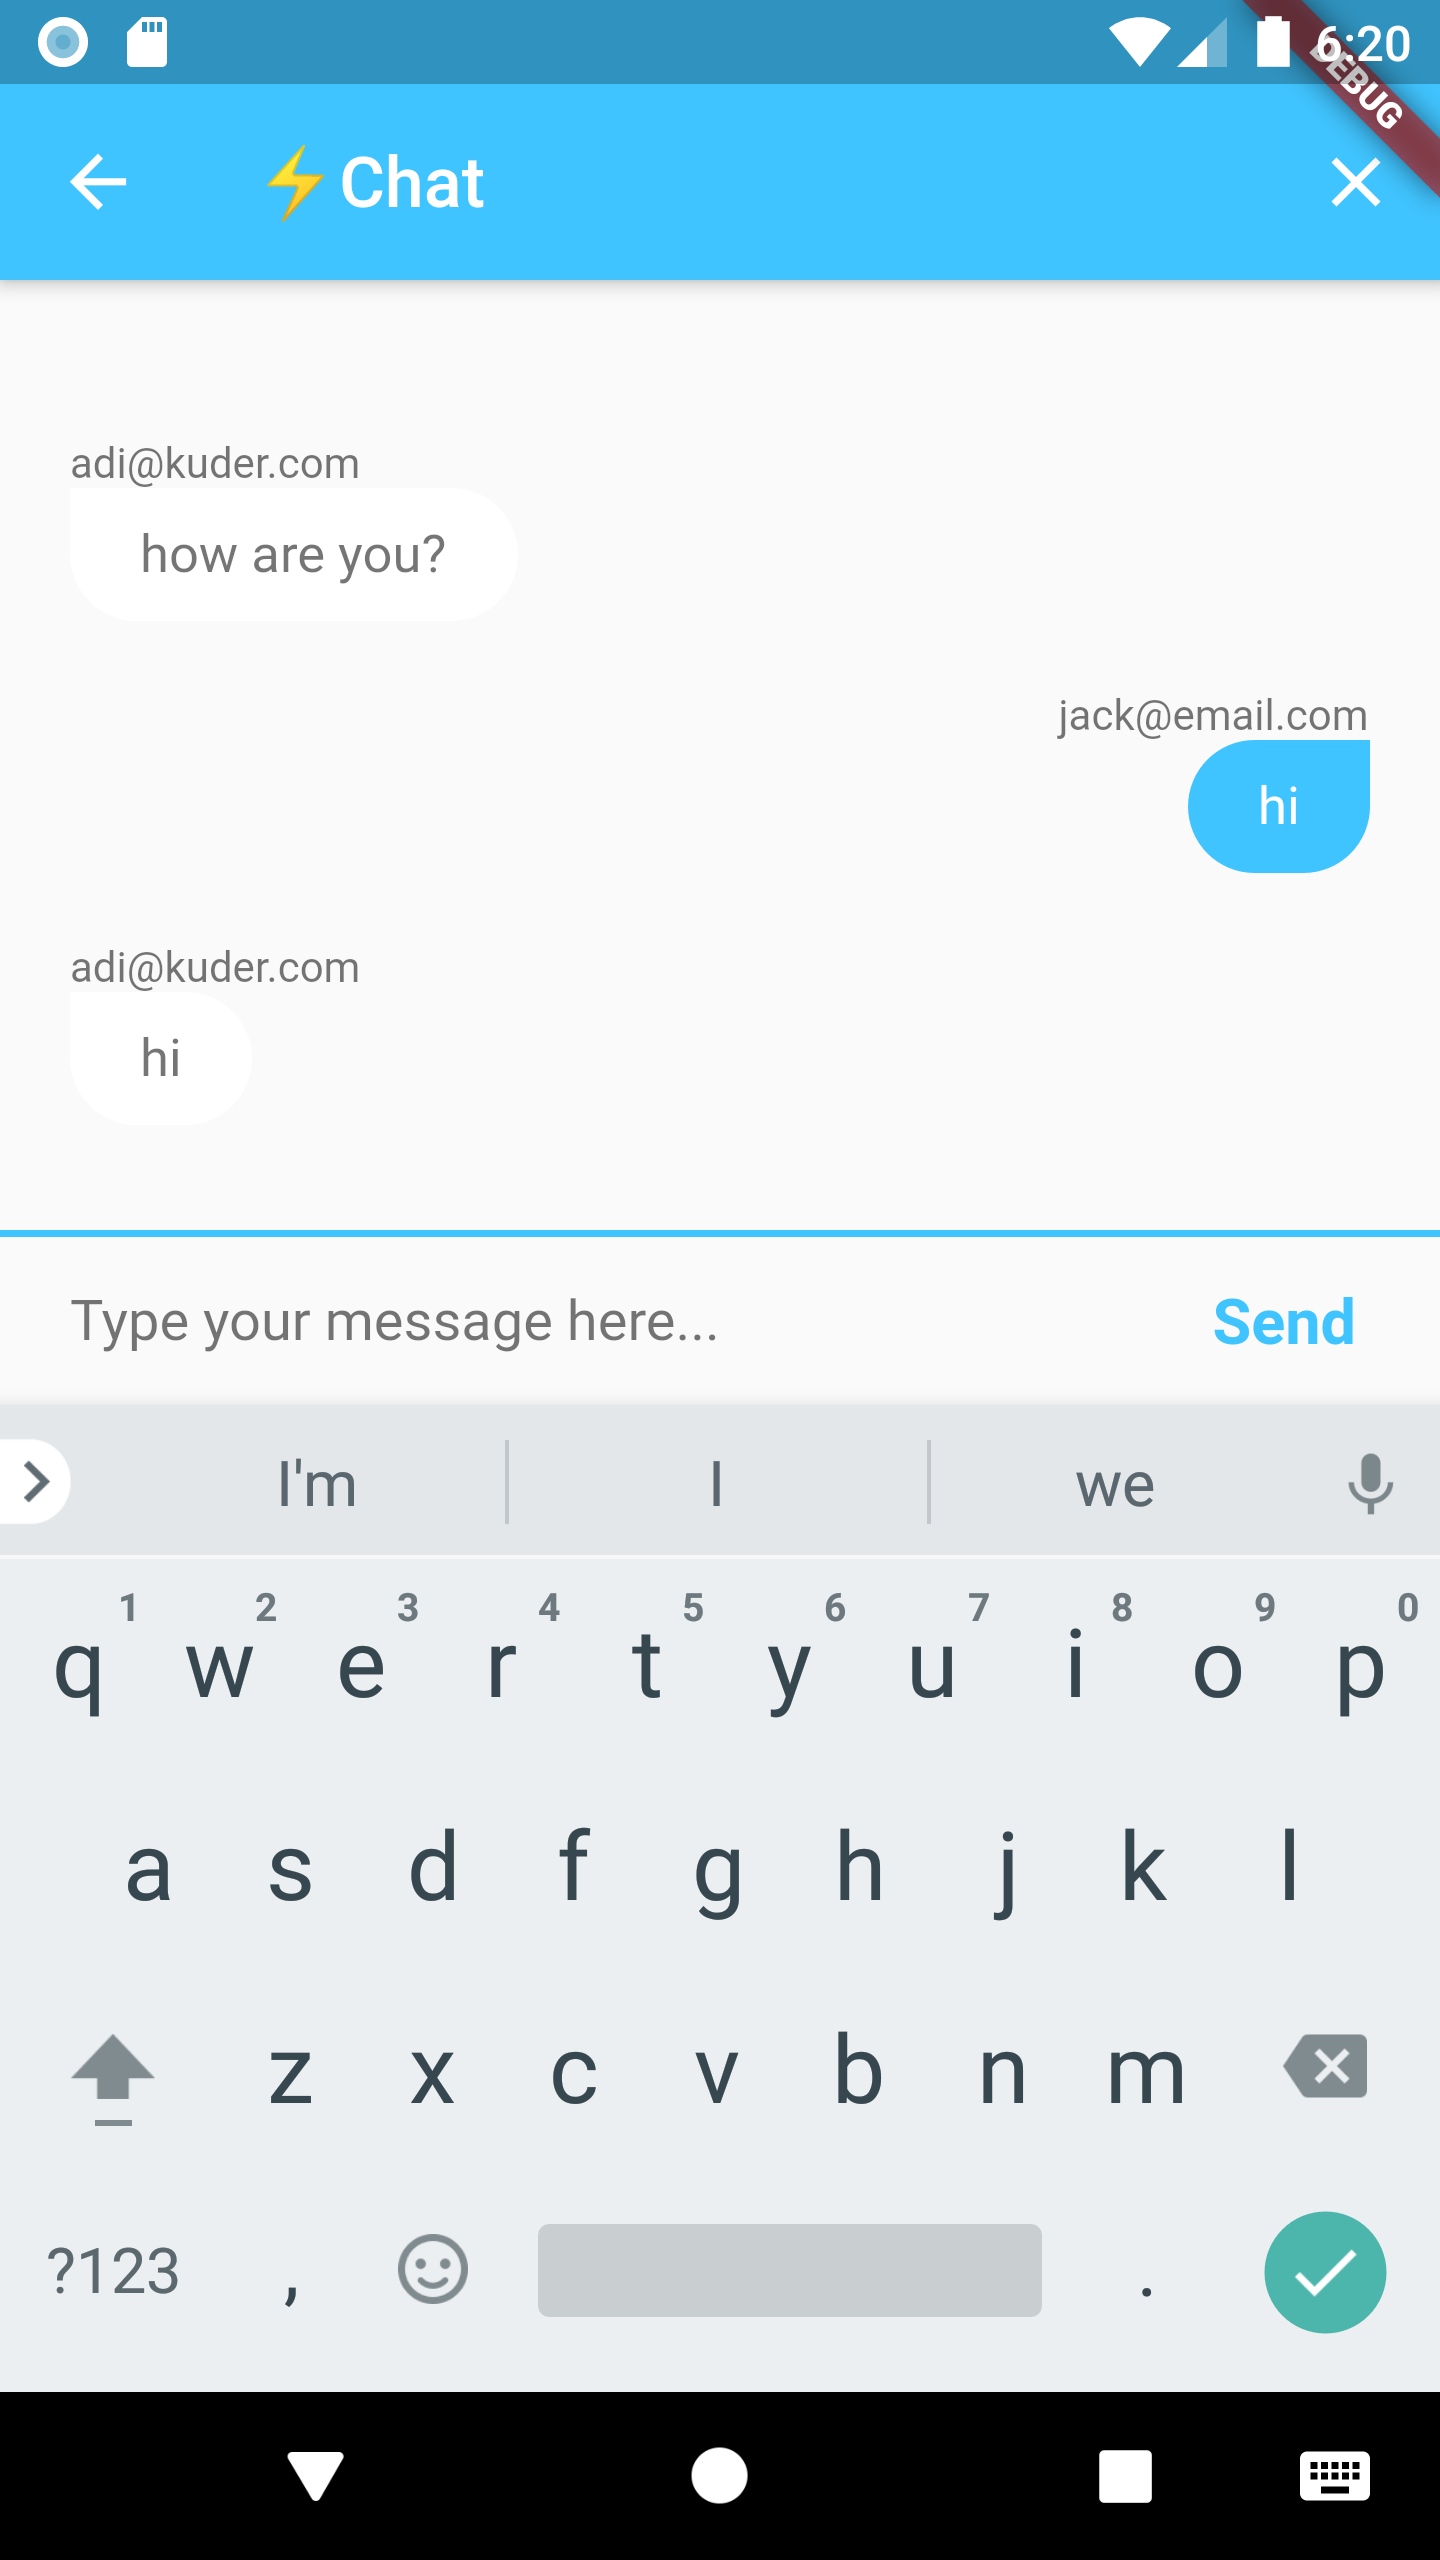 6:20
DEBUG
⚡Chat
adi@kuder.com
how are you?
jack@email.com
hi
adi@kuder.com
hi
Type your message here...
Send
I'm I we
1 2 3 4 5 6 7 8 9 0
q w e r t y u i o p
a s d f g h j k l
z x c v b n m
?123 , .